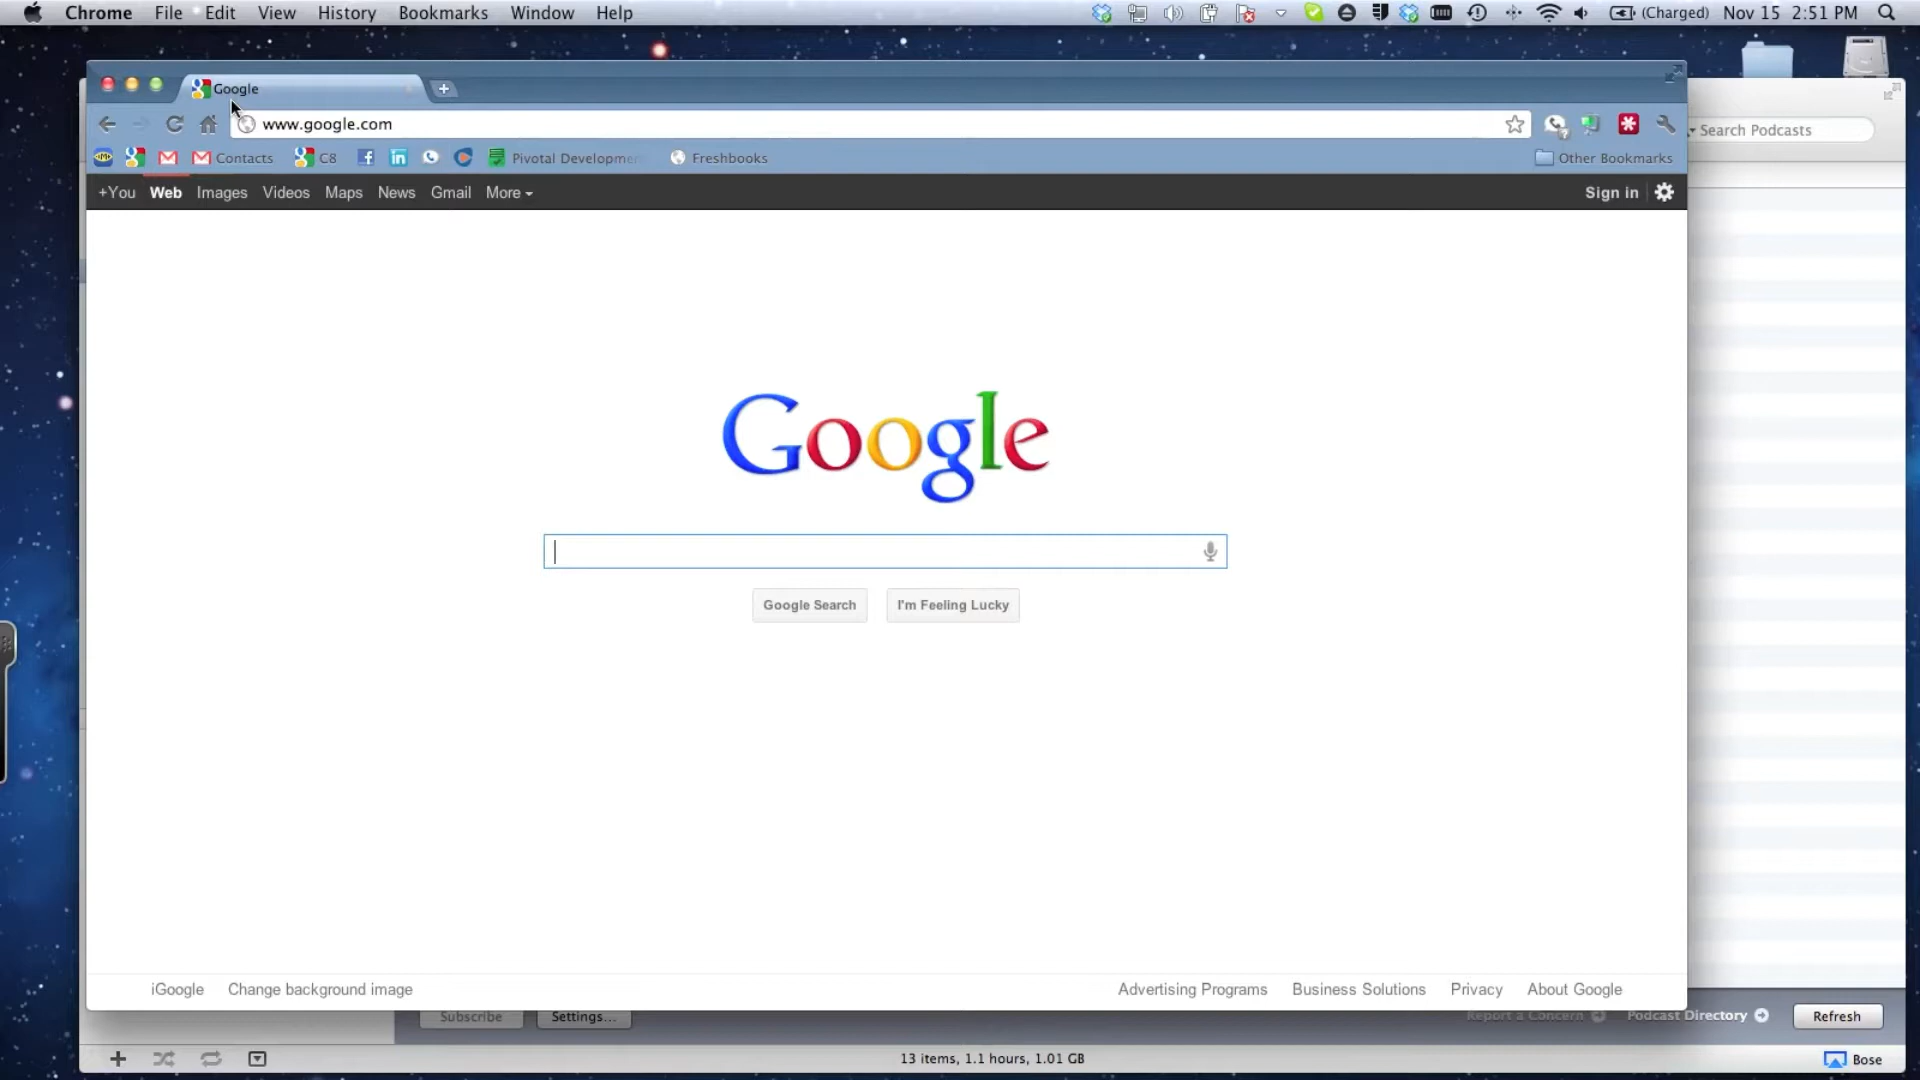 Chrome File Edit View History Bookmarks Window Help (Charged) Nov 15 2:51 PM
Google
www.google.com
Search Podcasts
Contacts C8 Pivotal Developme Freshbooks Other Bookmarks
+You Web Images Videos Maps News Gmail More Sign in
Google
Google Search I'm Feeling Lucky
iGoogle Change background image Advertising Programs Business Solutions Privacy About Google
Subscribe Settings... Report a Concern Podcast Directory Refresh
13 items, 1.1 hours, 1.01 GB Bose